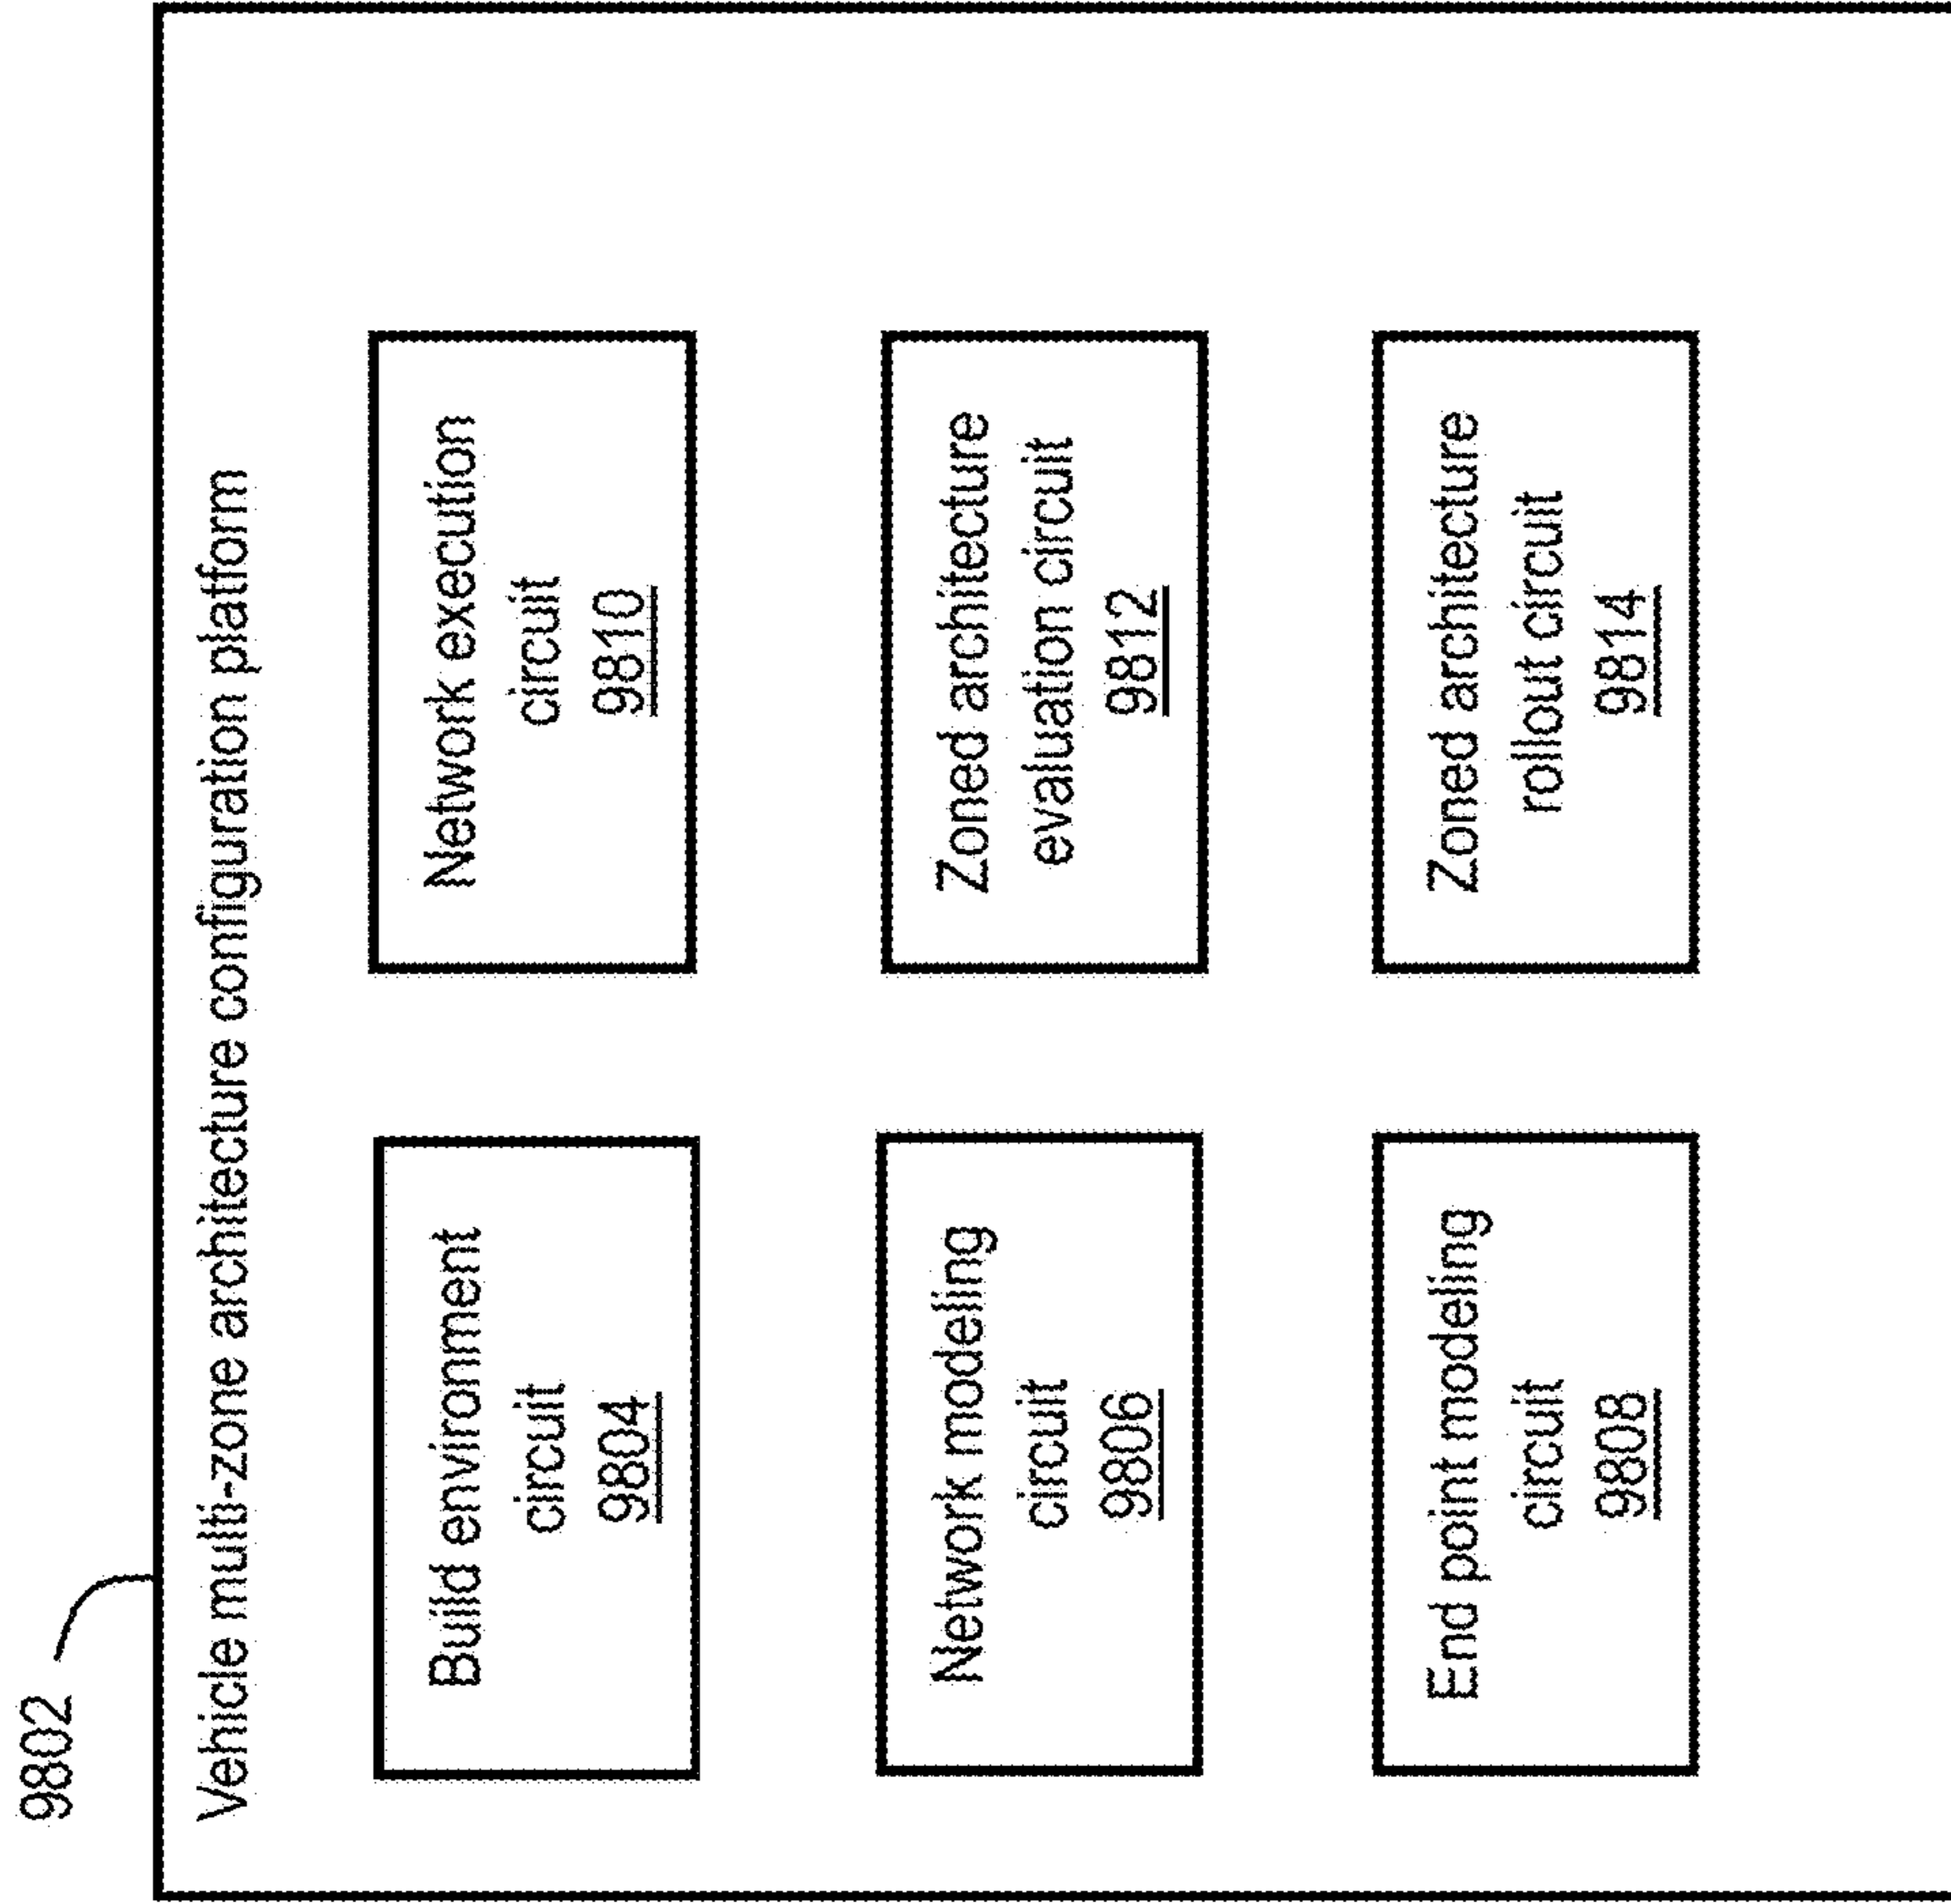 9802
Vehicle multi-zone architecture configuration platform
Build environment
circuit
9804
Network modeling
circuit
9806
End point modeling
circuit
9808
Network execution
circuit
9810
Zoned architecture
evaluation circuit
9812
Zoned architecture
rollout circuit
9814